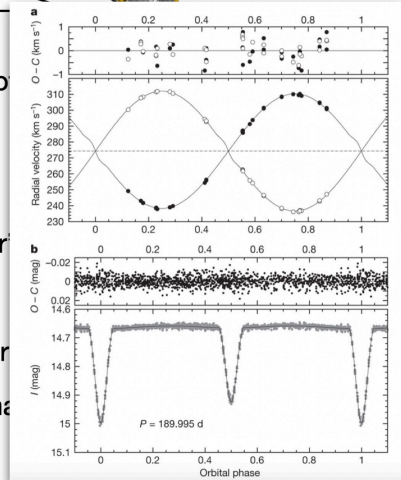 a
0 0.2 0.4 0.6 0.8 1
O – C (km s⁻¹)
1
0
−1
Radial velocity (km s⁻¹)
310
300
290
280
270
260
250
240
230
0 0.2 0.4 0.6 0.8 1
b
0 0.2 0.4 0.6 0.8 1
O – C (mag)
−0.02
0
0.02
I (mag)
14.6
14.7
14.8
14.9
15
15.1
P = 189.995 d
0 0.2 0.4 0.6 0.8 1
Orbital phase